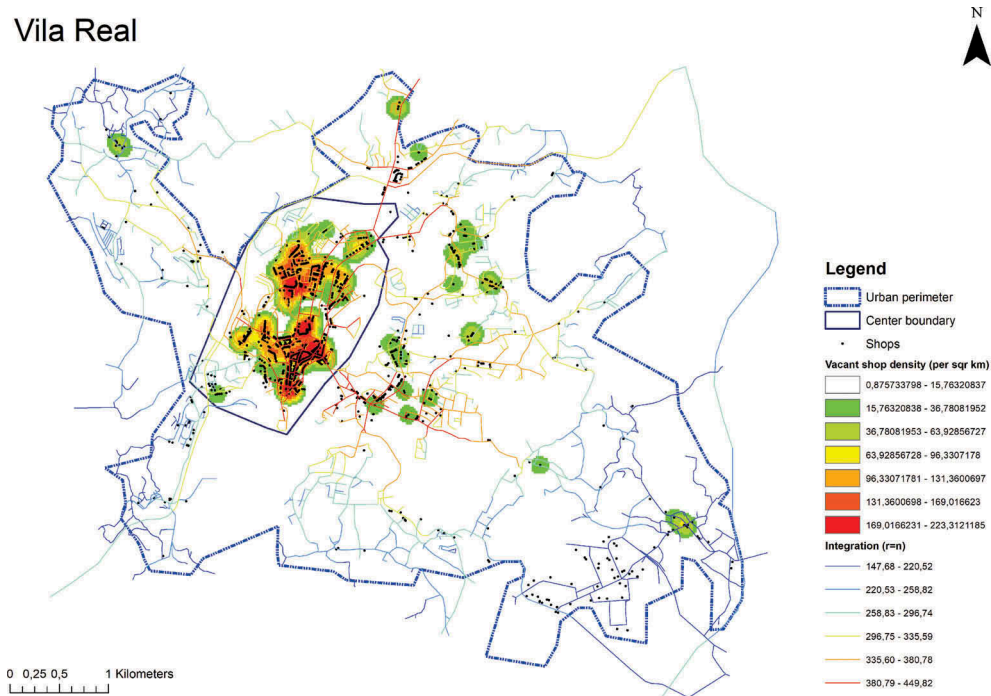 Vila Real
N
Legend
Urban perimeter
Center boundary
Shops
Vacant shop density (per sqr km)
0,875733798 - 15,76320837
15,76320838 - 36,78081952
36,78081953 - 63,92856727
63,92856728 - 96,3307178
96,33071781 - 131,3600697
131,3600698 - 169,016623
169,0166231 - 223,3121185
Integration (r=n)
147,68 - 220,52
220,53 - 258,82
258,83 - 296,74
296,75 - 335,59
335,60 - 380,78
380,79 - 449,82
0 0,25 0,5 1 Kilometers